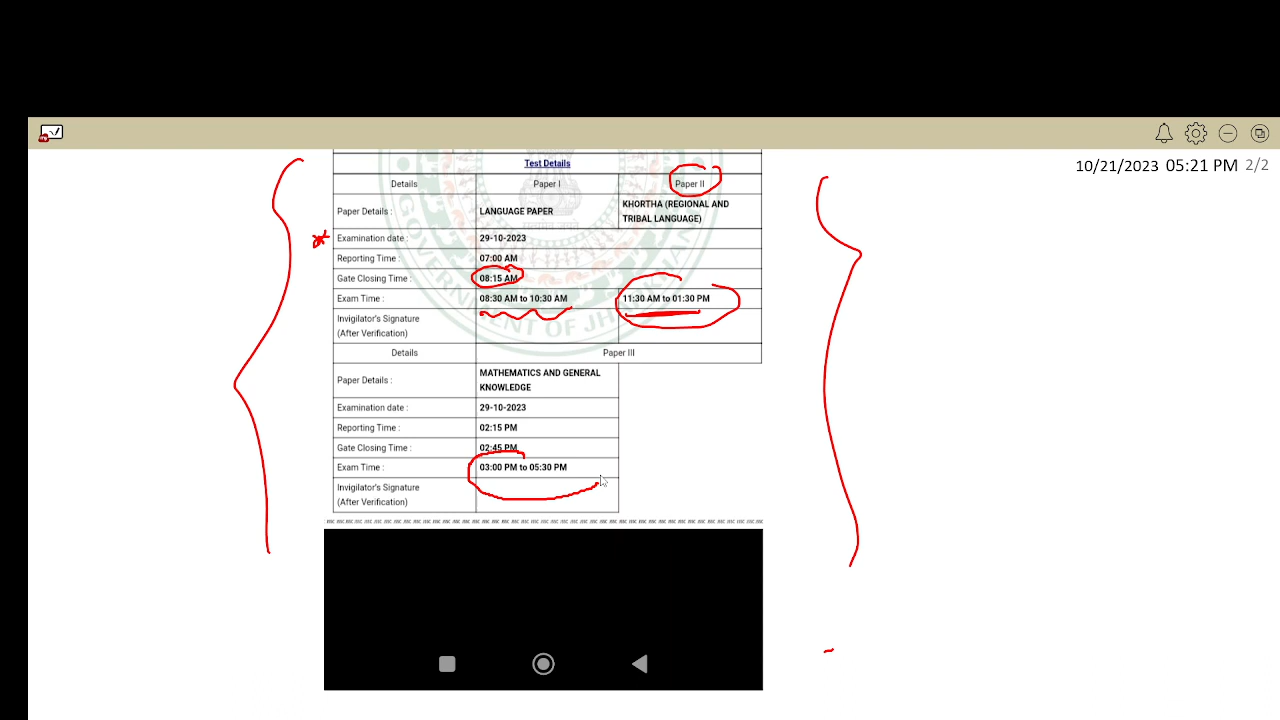 10/21/2023 05:21 PM 2/2
Test Details
Details Paper I Paper II
Paper Details : LANGUAGE PAPER KHORTHA (REGIONAL AND
TRIBAL LANGUAGE)
Examination date : 29-10-2023
Reporting Time : 07:00 AM
Gate Closing Time : 08:15 AM
Exam Time : 08:30 AM to 10:30 AM 11:30 AM to 01:30 PM
Invigilator's Signature
(After Verification)
Details Paper III
Paper Details : MATHEMATICS AND GENERAL
KNOWLEDGE
Examination date : 29-10-2023
Reporting Time : 02:15 PM
Gate Closing Time : 02:45 PM
Exam Time : 03:00 PM to 05:30 PM
Invigilator's Signature
(After Verification)